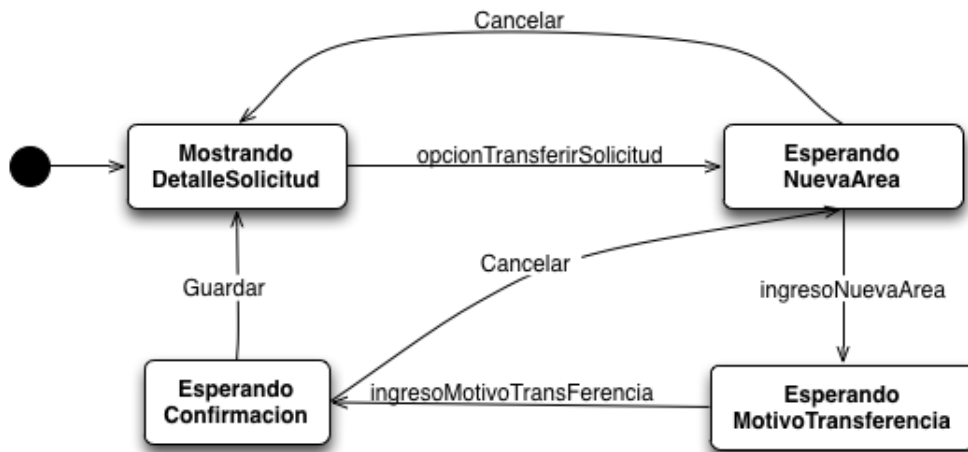 Cancelar
Mostrando
DetalleSolicitud
opcionTransferirSolicitud
Esperando
NuevaArea
Cancelar
Guardar
ingresoNuevaArea
Esperando
Confirmacion
ingresoMotivoTransFerencia
Esperando
MotivoTransferencia